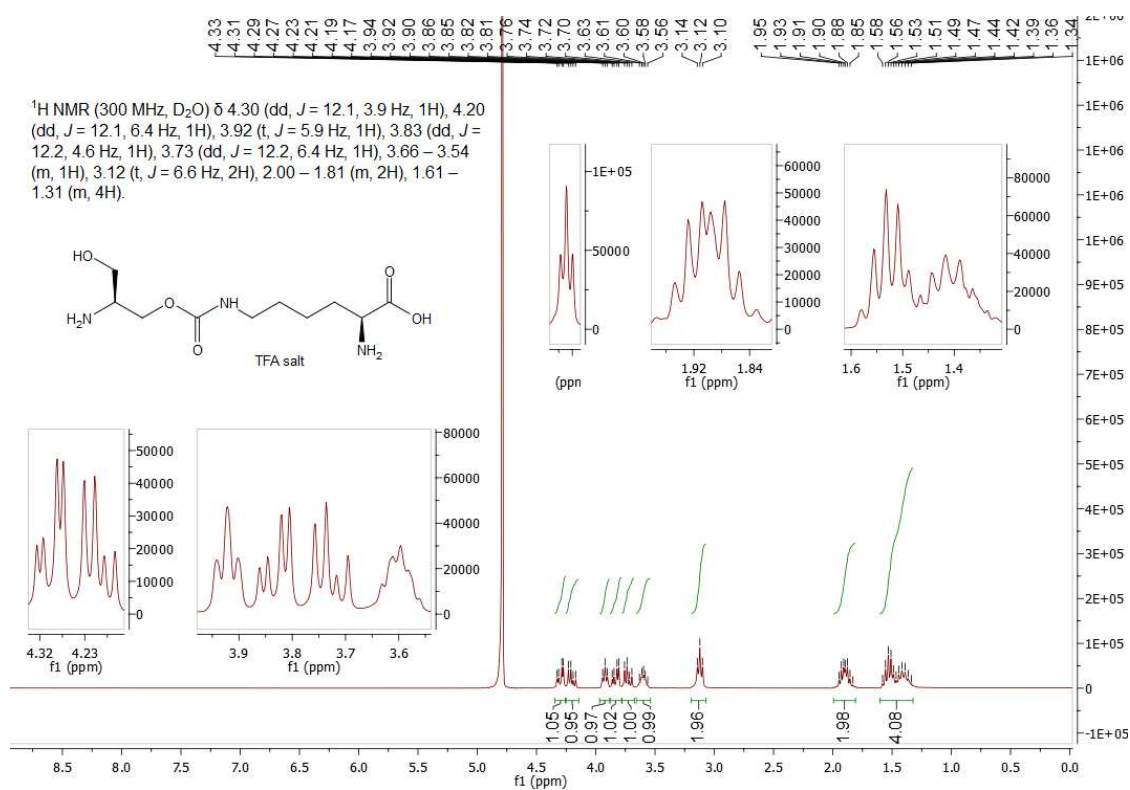 4.33 4.31 4.29 4.27 4.23 4.21 4.19 4.17 3.94 3.92 3.90 3.86 3.85 3.82 3.81 3.76 3.74 3.72 3.70 3.63 3.61 3.60 3.58 3.56 3.14 3.12 3.10 1.95 1.93 1.91 1.90 1.88 1.85 1.58 1.56 1.53 1.51 1.49 1.47 1.44 1.42 1.39 1.36 1.34
¹H NMR (300 MHz, D₂O) δ 4.30 (dd, J = 12.1, 3.9 Hz, 1H), 4.20
(dd, J = 12.1, 6.4 Hz, 1H), 3.92 (t, J = 5.9 Hz, 1H), 3.83 (dd, J =
12.2, 4.6 Hz, 1H), 3.73 (dd, J = 12.2, 6.4 Hz, 1H), 3.66 – 3.54
(m, 1H), 3.12 (t, J = 6.6 Hz, 2H), 2.00 – 1.81 (m, 2H), 1.61 –
1.31 (m, 4H).
HO
H₂N
O
O
NH
NH₂
O
OH
TFA salt
1E+05
50000
0
(ppn
60000
50000
40000
30000
20000
10000
0
1.92 1.84
f1 (ppm)
80000
60000
40000
20000
0
1.6 1.5 1.4
f1 (ppm)
50000
40000
30000
20000
10000
0
4.32 4.23
f1 (ppm)
80000
60000
40000
20000
0
3.9 3.8 3.7 3.6
f1 (ppm)
1E+06
1E+06
1E+06
1E+06
1E+06
9E+05
8E+05
7E+05
6E+05
5E+05
4E+05
3E+05
2E+05
1E+05
0
-1E+05
1.05 0.95 0.97 1.02 1.00 0.99 1.96 1.98 4.08
8.5 8.0 7.5 7.0 6.5 6.0 5.5 5.0 4.5 4.0 3.5 3.0 2.5 2.0 1.5 1.0 0.5 0.0
f1 (ppm)